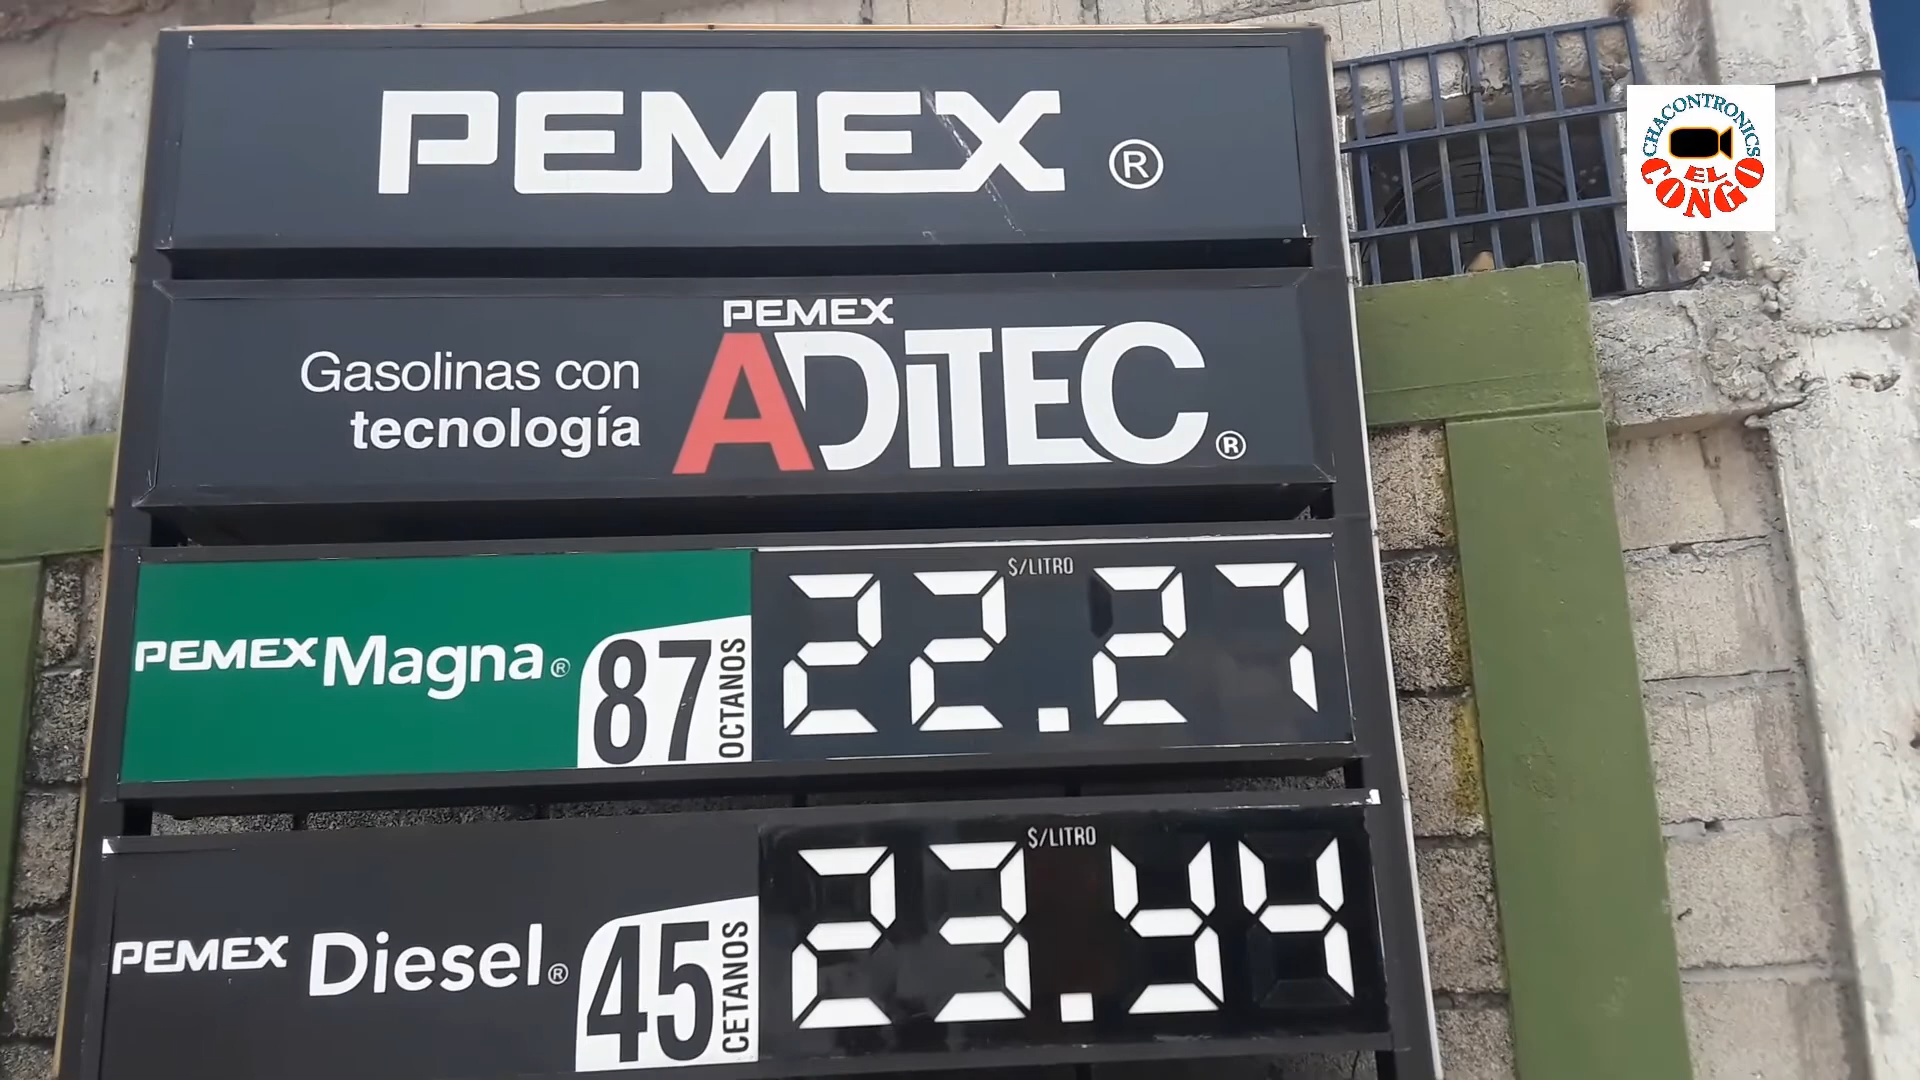 PEMEX ®
PEMEX
Gasolinas con
tecnología
ADITEC ®
PEMEX Magna ®
87 OCTANOS
$/LITRO
22.27
PEMEX Diesel ®
45 CETANOS
$/LITRO
23.94
CHACONTRONICS
EL
CONGO